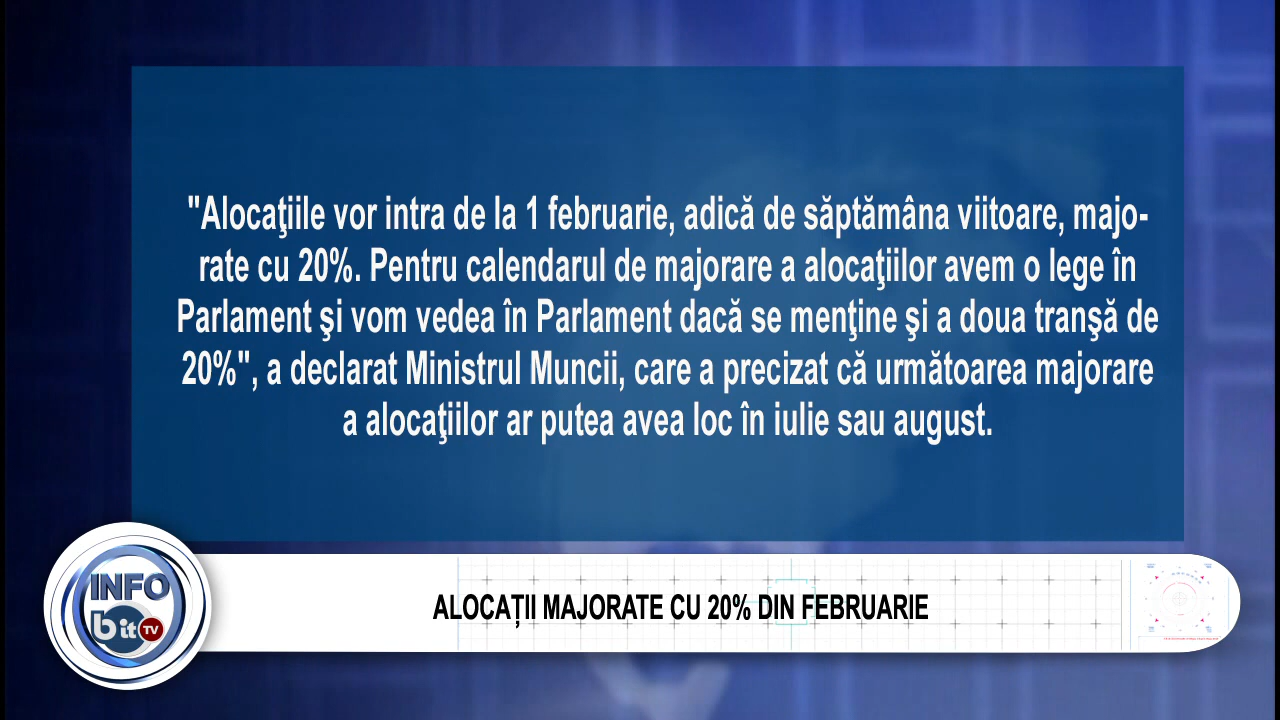 "Alocaţiile vor intra de la 1 februarie, adică de săptămâna viitoare, majo-
rate cu 20%. Pentru calendarul de majorare a alocaţiilor avem o lege în
Parlament şi vom vedea în Parlament dacă se menţine şi a doua tranşă de
20%", a declarat Ministrul Muncii, care a precizat că următoarea majorare
a alocaţiilor ar putea avea loc în iulie sau august.
INFO
bit TV
ALOCAȚII MAJORATE CU 20% DIN FEBRUARIE